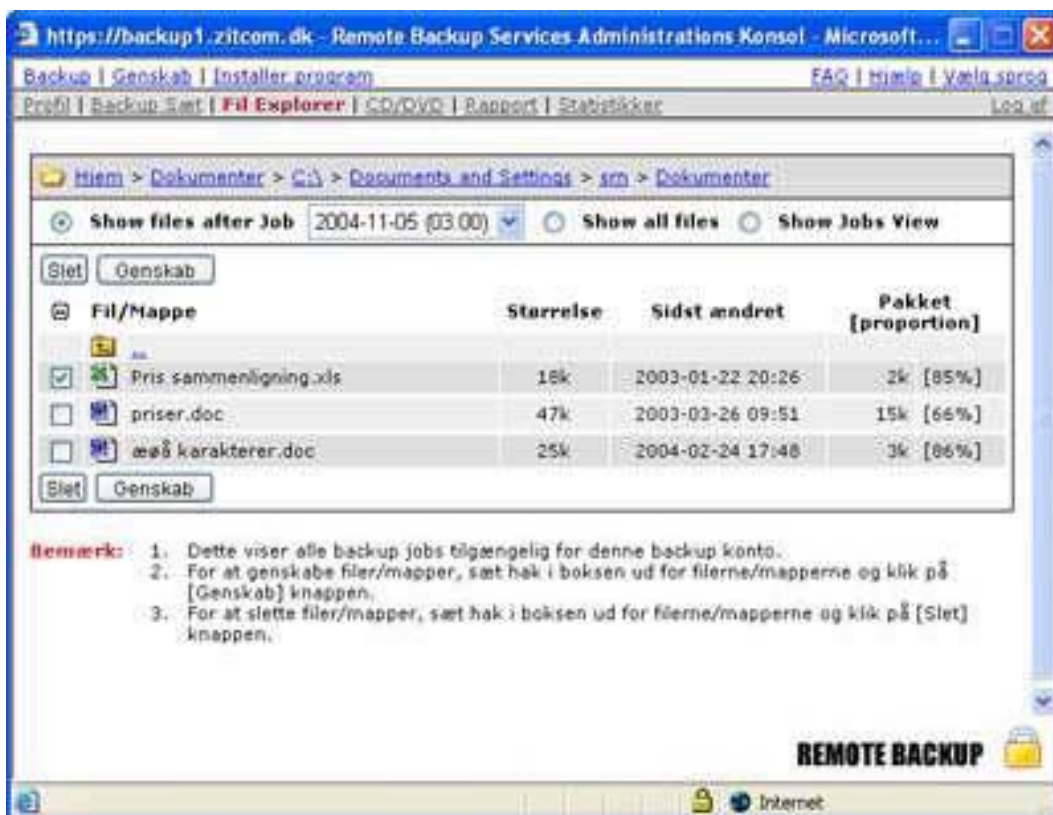 https://backup1.zitcom.dk - Remote Backup Services Administrations Konsol - Microsoft...
Backup | Genskab | Installer program FAQ | Hjælp | Vælg sprog
Profil | Backup Sæt | Fil Explorer | CD/DVD | Rapport | Statistikker Log af
Hjem > Dokumenter > C:\ > Documents and Settings > srn > Dokumenter
Show files after Job 2004-11-05 (03:00) Show all files Show Jobs View
Slet Genskab
Fil/Mappe Størrelse Sidst ændret Pakket [proportion]
..
Pris sammenligning.xls 18k 2003-01-22 20:26 2k [85%]
priser.doc 47k 2003-03-26 09:51 15k [66%]
æøå karakterer.doc 25k 2004-02-24 17:48 3k [86%]
Slet Genskab
Bemærk: 1. Dette viser alle backup jobs tilgængelig for denne backup konto.
2. For at genskabe filer/mapper, sæt hak i boksen ud for filerne/mapperne og klik på
[Genskab] knappen.
3. For at slette filer/mapper, sæt hak i boksen ud for filerne/mapperne og klik på [Slet]
knappen.
REMOTE BACKUP
Internet